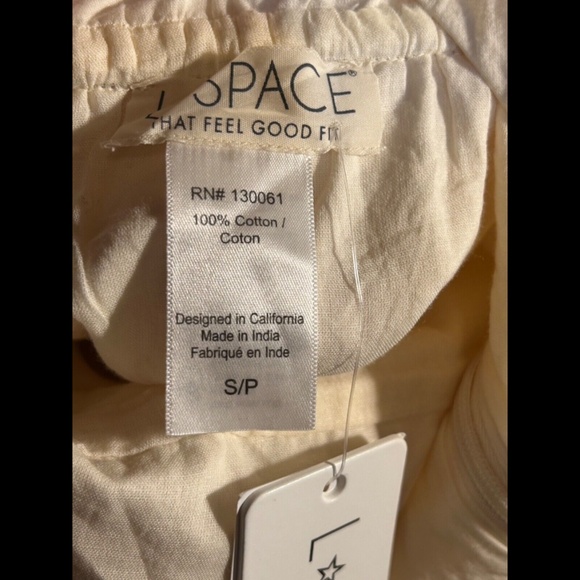 SPACE®
THAT FEEL GOOD
RN# 130061
100% Cotton /
Coton
Designed in California
Made in India
Fabriqué en Inde
S/P
L